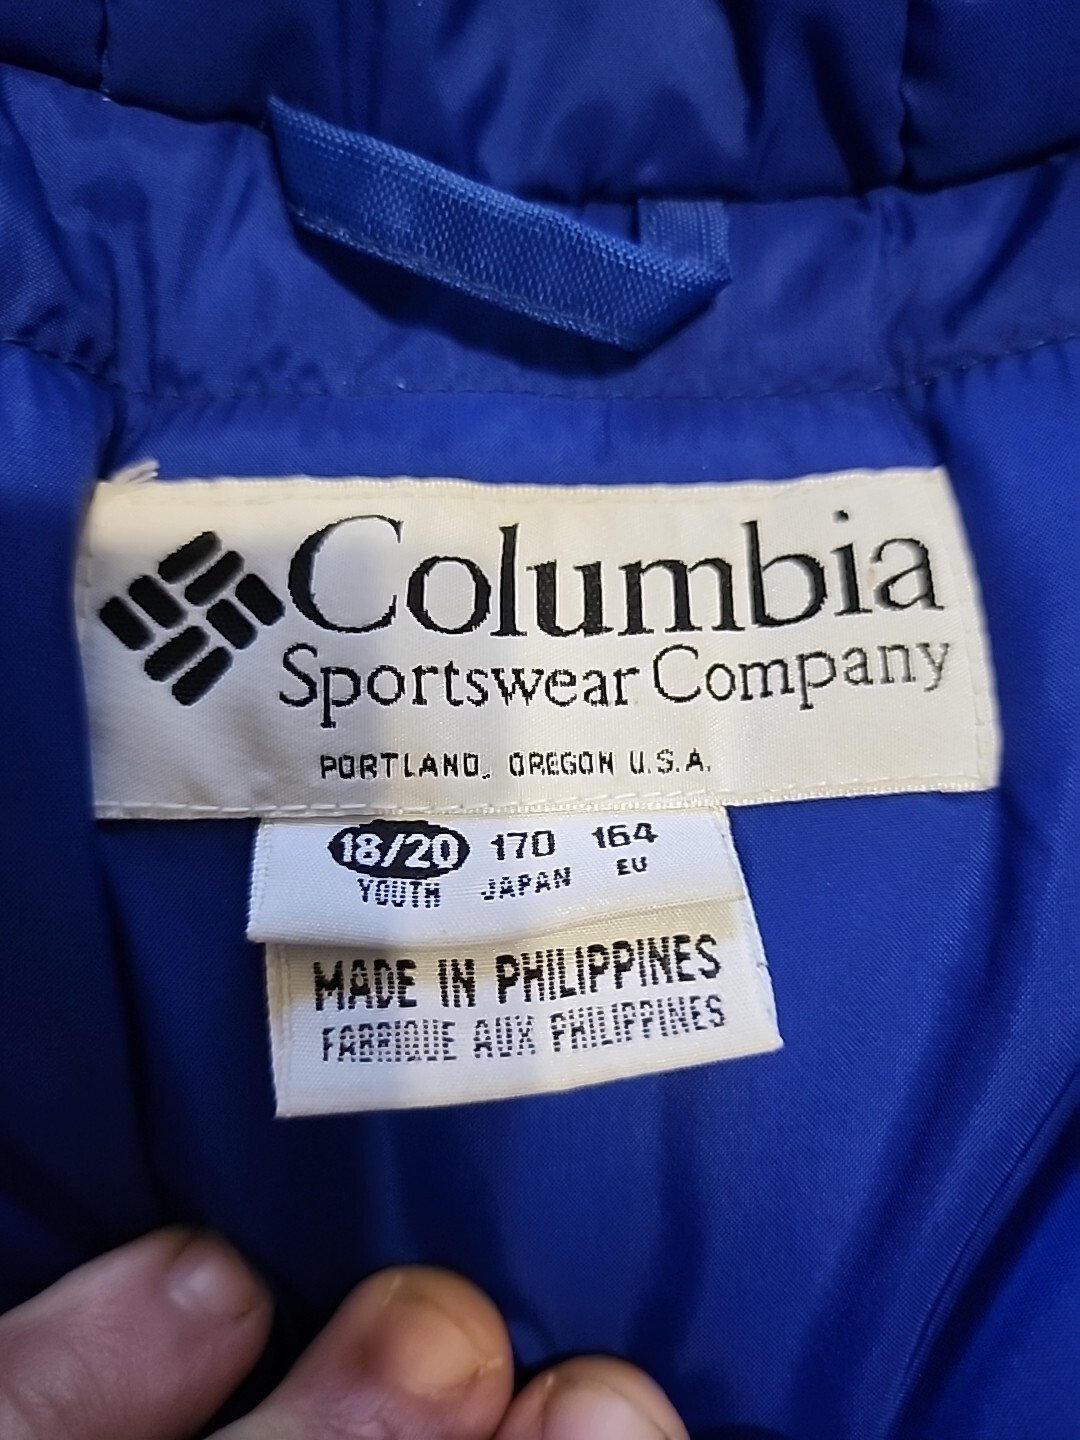 Columbia
Sportswear Company
PORTLAND, OREGON U.S.A.
18/20 170 164
YOUTH JAPAN EU
MADE IN PHILIPPINES
FABRIQUE AUX PHILIPPINES